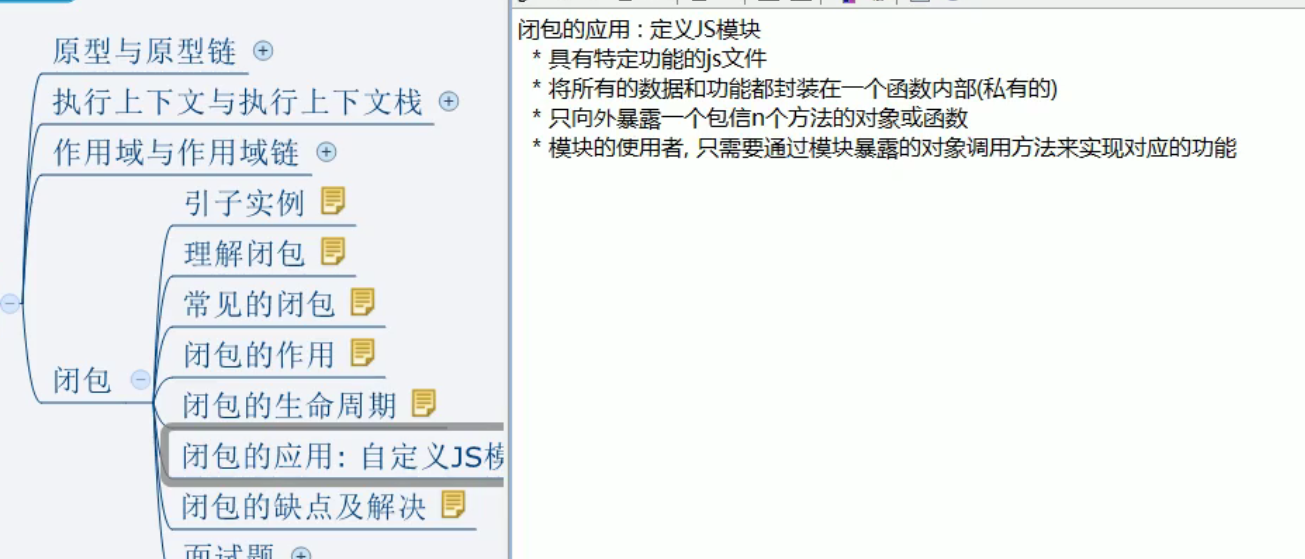 原型与原型链
执行上下文与执行上下文栈
作用域与作用域链
闭包
引子实例
理解闭包
常见的闭包
闭包的作用
闭包的生命周期
闭包的应用: 自定义JS模
闭包的缺点及解决
面试题
闭包的应用 : 定义JS模块
* 具有特定功能的js文件
* 将所有的数据和功能都封装在一个函数内部(私有的)
* 只向外暴露一个包信n个方法的对象或函数
* 模块的使用者, 只需要通过模块暴露的对象调用方法来实现对应的功能